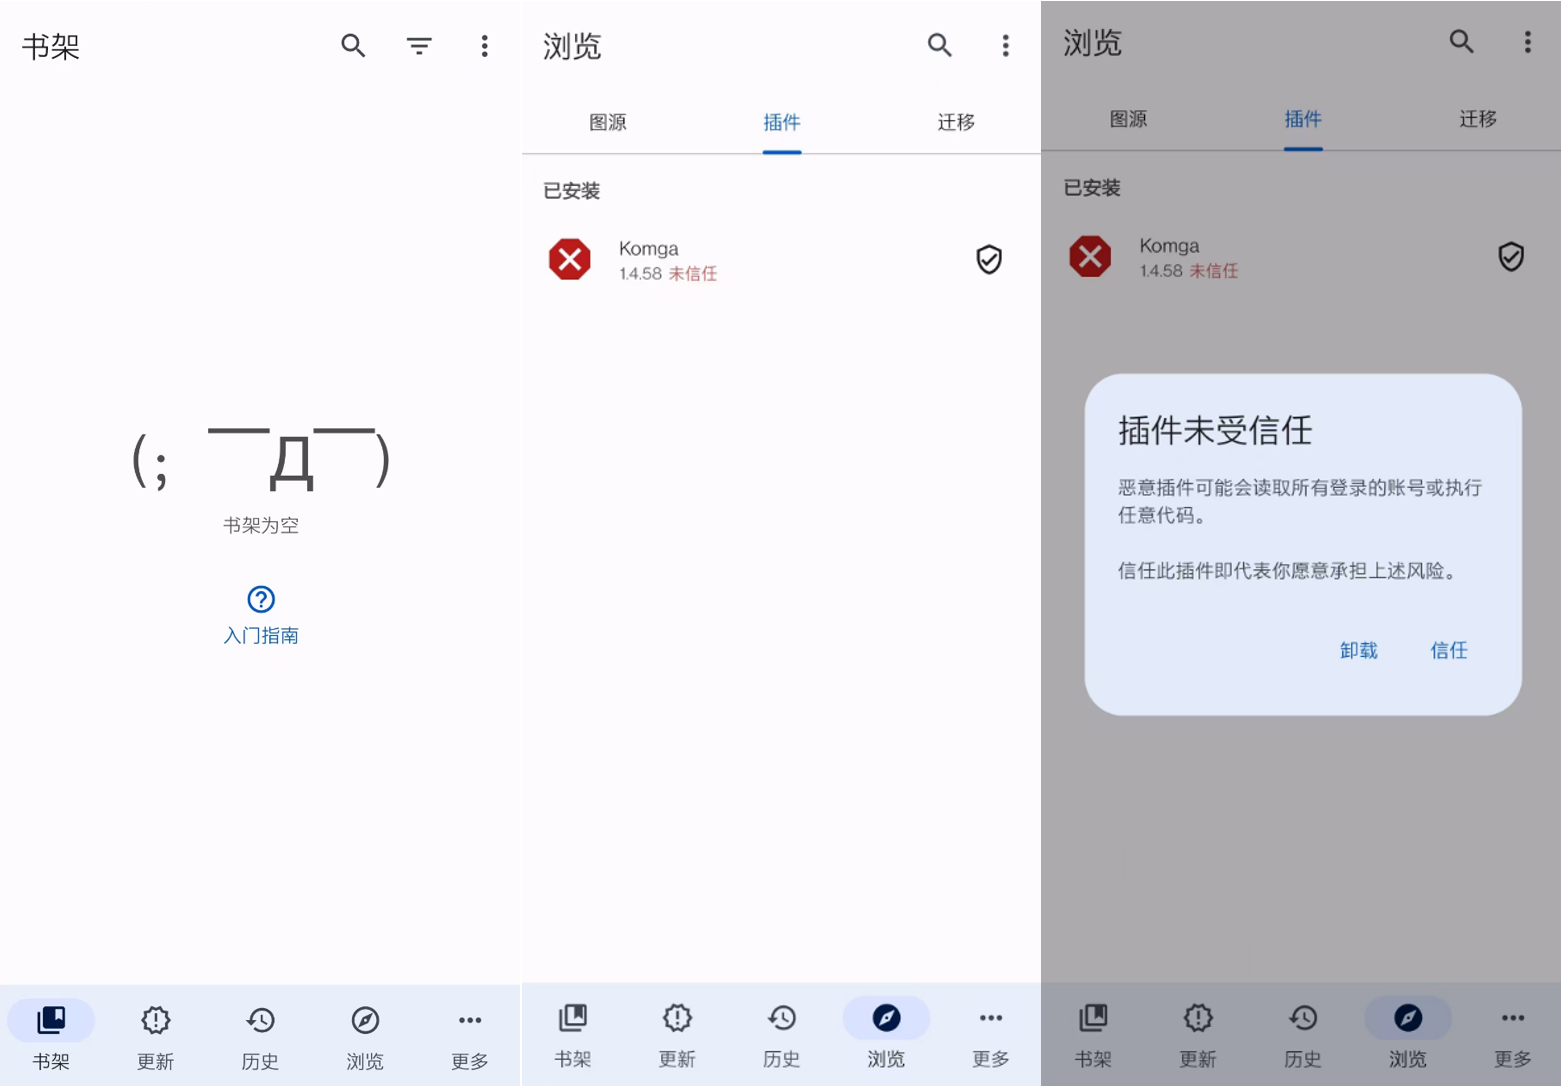 书架
(; ￣Д￣)
书架为空
入门指南
书架
更新
历史
浏览
更多
浏览
图源
插件
迁移
已安装
Komga
1.4.58 未信任
书架
更新
历史
浏览
更多
浏览
图源
插件
迁移
已安装
Komga
1.4.58 未信任
插件未受信任
恶意插件可能会读取所有登录的账号或执行
任意代码。
信任此插件即代表你愿意承担上述风险。
卸载
信任
书架
更新
历史
浏览
更多